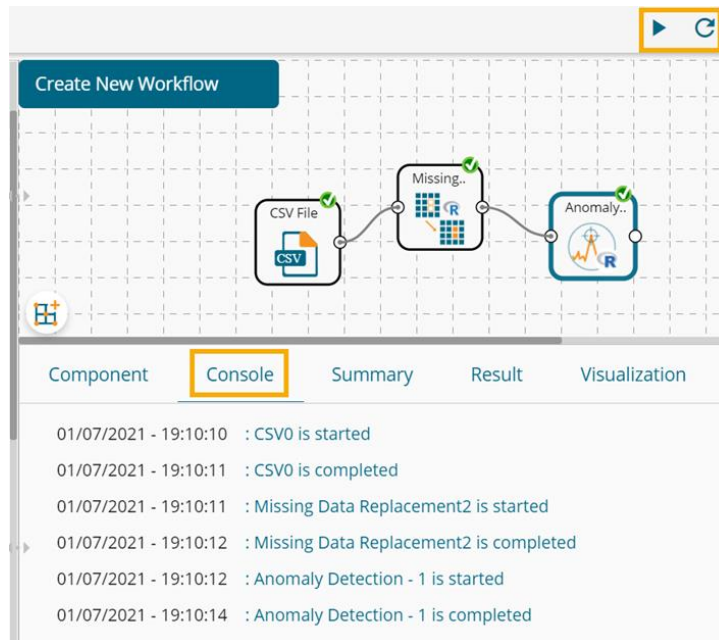 Create New Workflow
Missing..
R
CSV File
CSV
Anomaly..
R
Component Console Summary Result Visualization
01/07/2021 - 19:10:10 : CSV0 is started
01/07/2021 - 19:10:11 : CSV0 is completed
01/07/2021 - 19:10:11 : Missing Data Replacement2 is started
01/07/2021 - 19:10:12 : Missing Data Replacement2 is completed
01/07/2021 - 19:10:12 : Anomaly Detection - 1 is started
01/07/2021 - 19:10:14 : Anomaly Detection - 1 is completed